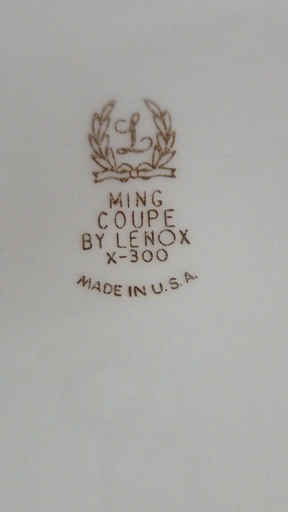 L
MING
COUPE
BY LENOX
X-300
MADE IN U.S.A.